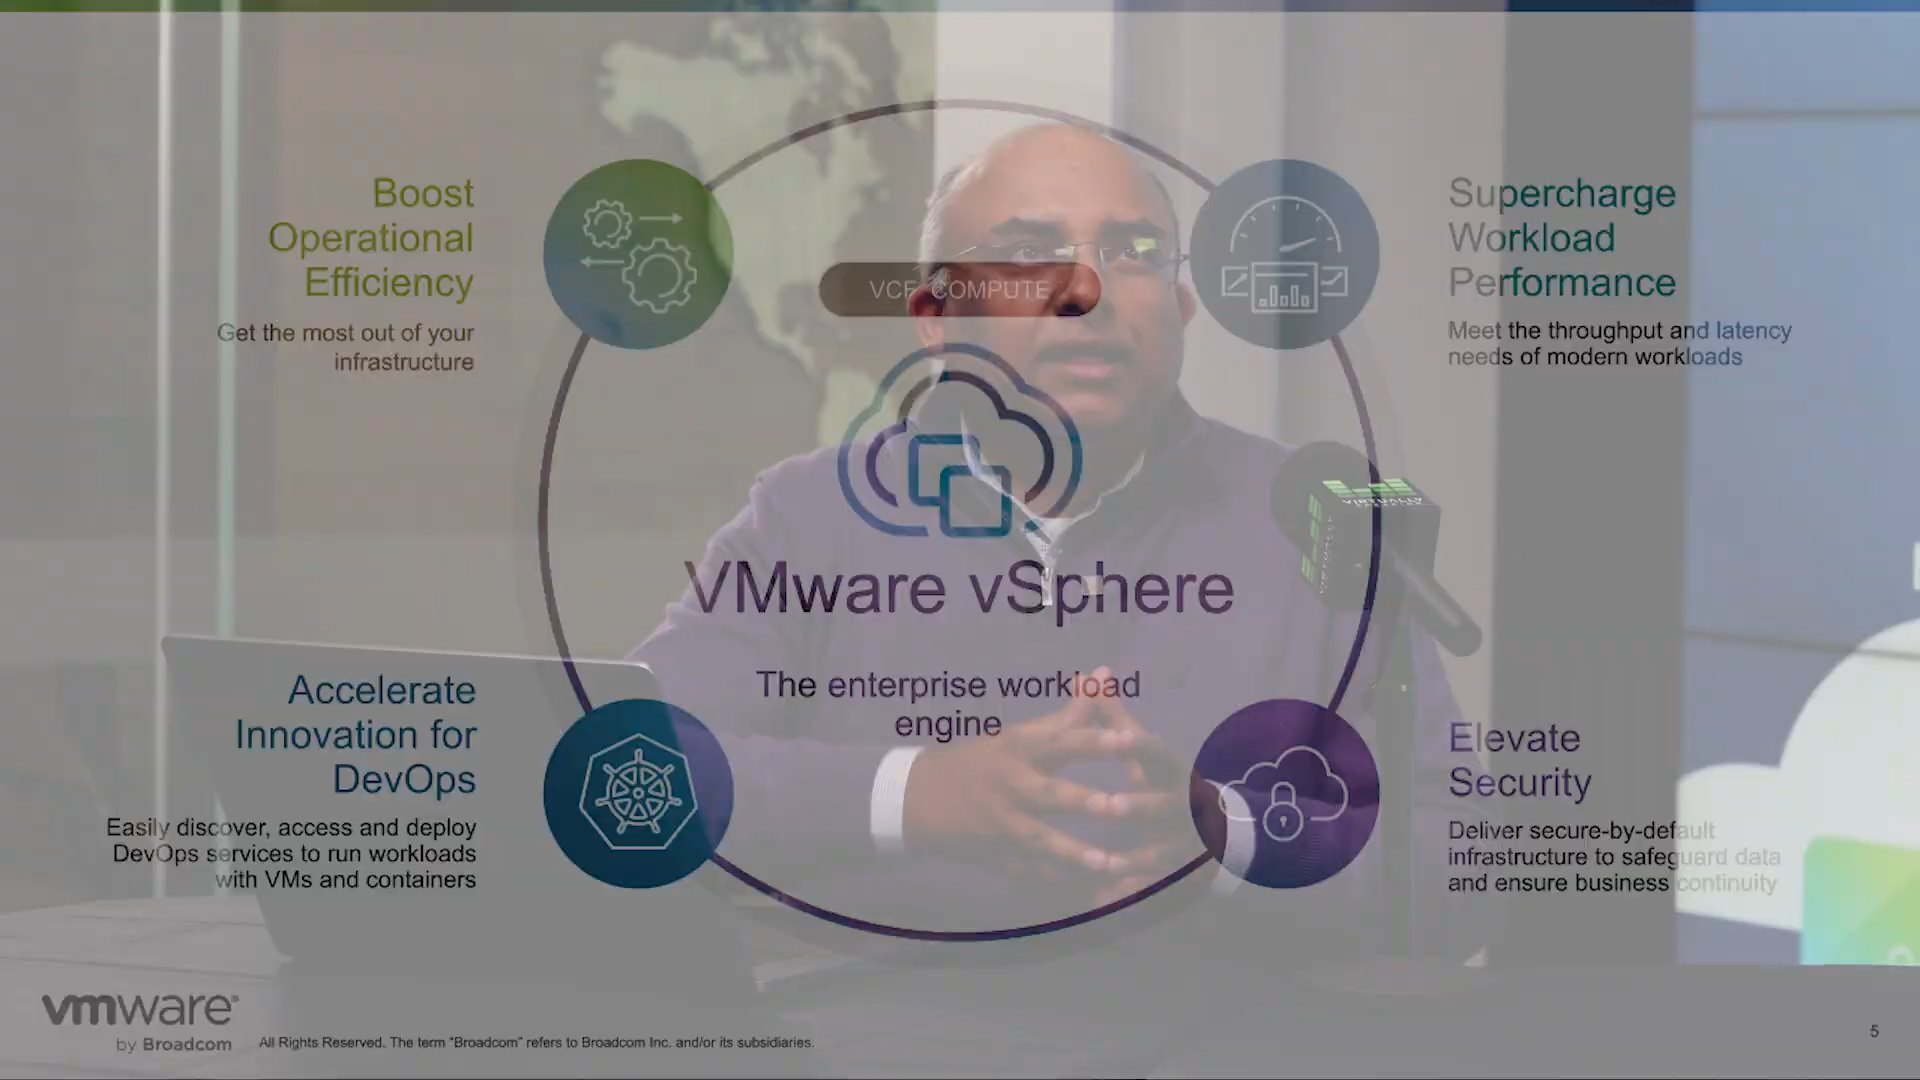 Boost
Operational
Efficiency
Get the most out of your
infrastructure
VCF COMPUTE
Supercharge
Workload
Performance
Meet the throughput and latency
needs of modern workloads
VMware vSphere
The enterprise workload
engine
Accelerate
Innovation for
DevOps
Easily discover, access and deploy
DevOps services to run workloads
with VMs and containers
Elevate
Security
Deliver secure-by-default
infrastructure to safeguard data
and ensure business continuity
VIRTUALLY
vmware®
by Broadcom
All Rights Reserved. The term “Broadcom” refers to Broadcom Inc. and/or its subsidiaries.
5